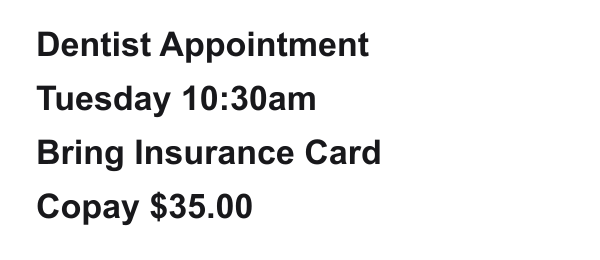 Dentist Appointment
Tuesday 10:30am
Bring Insurance Card
Copay $35.00